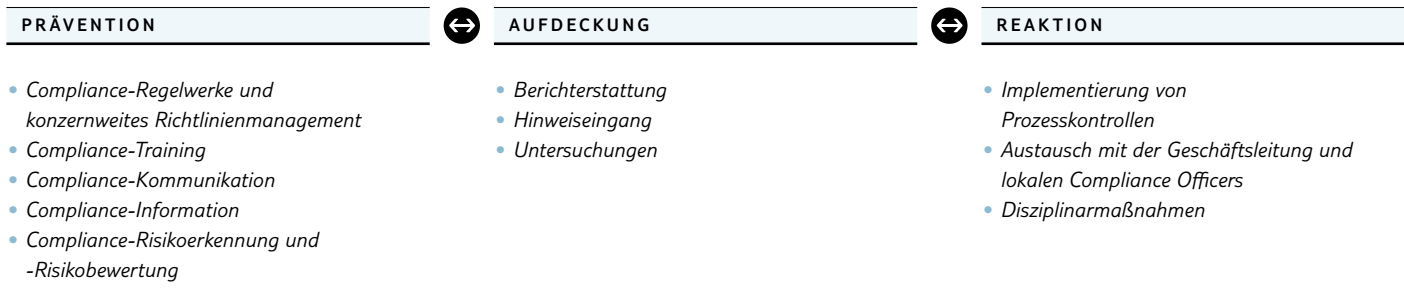 PRÄVENTION
• Compliance-Regelwerke und
konzernweites Richtlinienmanagement
• Compliance-Training
• Compliance-Kommunikation
• Compliance-Information
• Compliance-Risikoerkennung und
-Risikobewertung
AUFDECKUNG
• Berichterstattung
• Hinweiseingang
• Untersuchungen
REAKTION
• Implementierung von
Prozesskontrollen
• Austausch mit der Geschäftsleitung und
lokalen Compliance Officers
• Disziplinarmaßnahmen